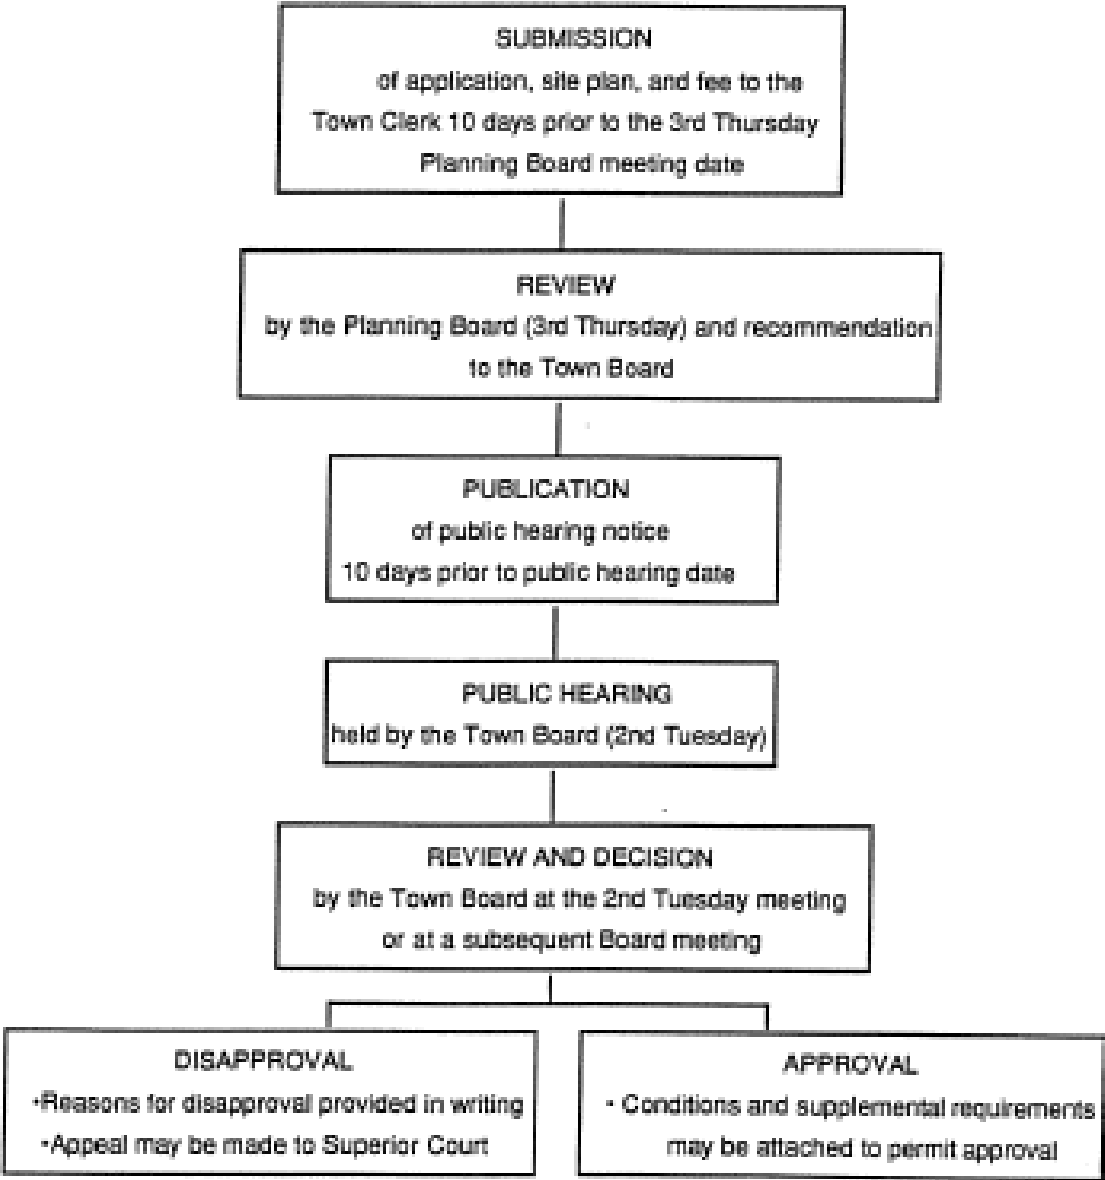 SUBMISSION
of application, site plan, and fee to the
Town Clerk 10 days prior to the 3rd Thursday
Planning Board meeting date
REVIEW
by the Planning Board (3rd Thursday) and recommendation
to the Town Board
PUBLICATION
of public hearing notice
10 days prior to public hearing date
PUBLIC HEARING
held by the Town Board (2nd Tuesday)
REVIEW AND DECISION
by the Town Board at the 2nd Tuesday meeting
or at a subsequent Board meeting
DISAPPROVAL
•Reasons for disapproval provided in writing
•Appeal may be made to Superior Court
APPROVAL
• Conditions and supplemental requirements
may be attached to permit approval